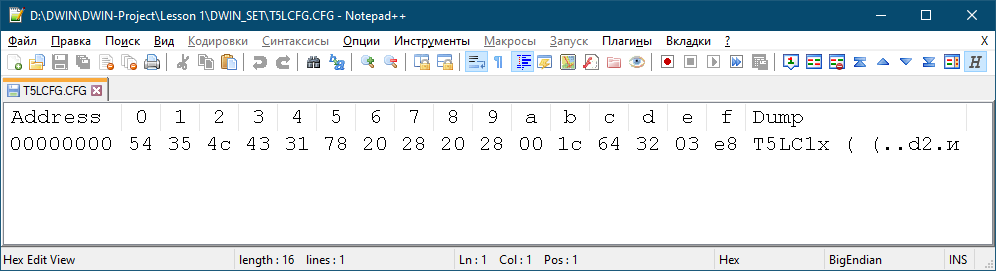 D:\DWIN\DWIN-Project\Lesson 1\DWIN_SET\T5LCFG.CFG - Notepad++
Файл Правка Поиск Вид Кодировки Синтаксисы Опции Инструменты Макросы Запуск Плагины Вкладки ? X
T5LCFG.CFG
Address 0 1 2 3 4 5 6 7 8 9 a b c d e f Dump
00000000 54 35 4c 43 31 78 20 28 20 28 00 1c 64 32 03 e8 T5LC1x ( (..d2.и
Hex Edit View length : 16 lines : 1 Ln : 1 Col : 1 Pos : 1 Hex BigEndian INS